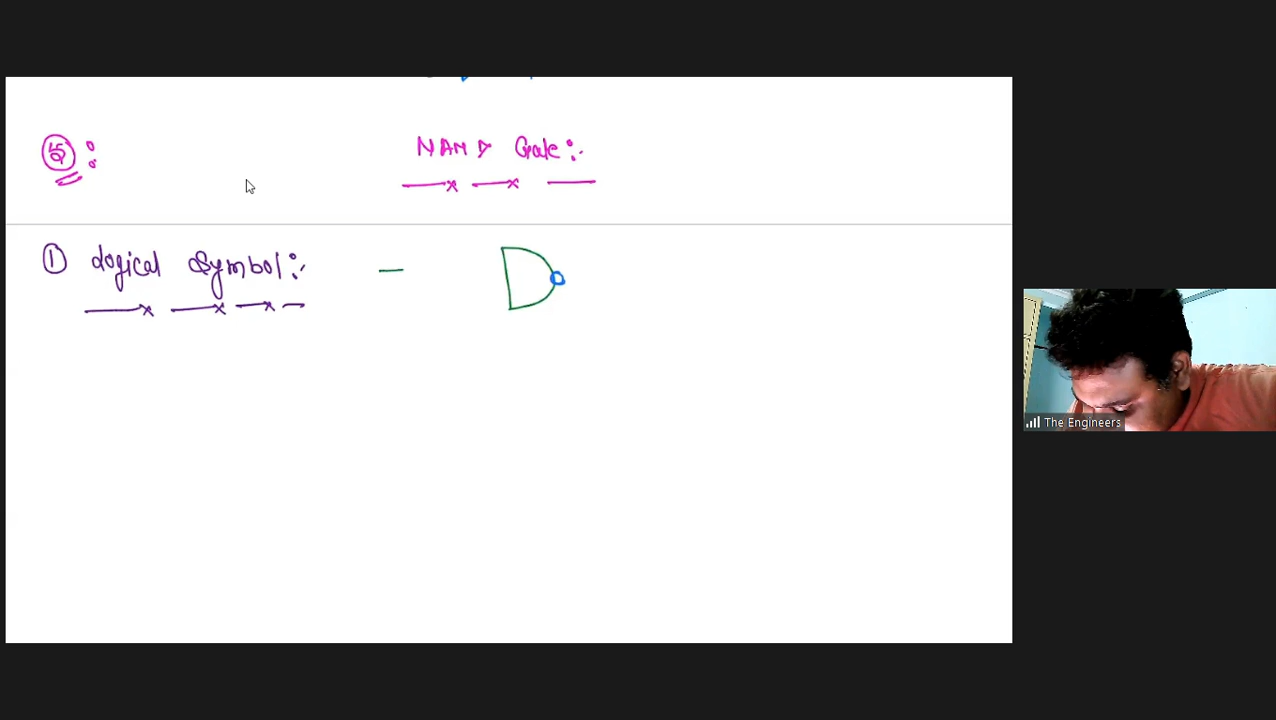 ⑤ : NAND Gate :-
① Logical Symbol :- —
The Engineers